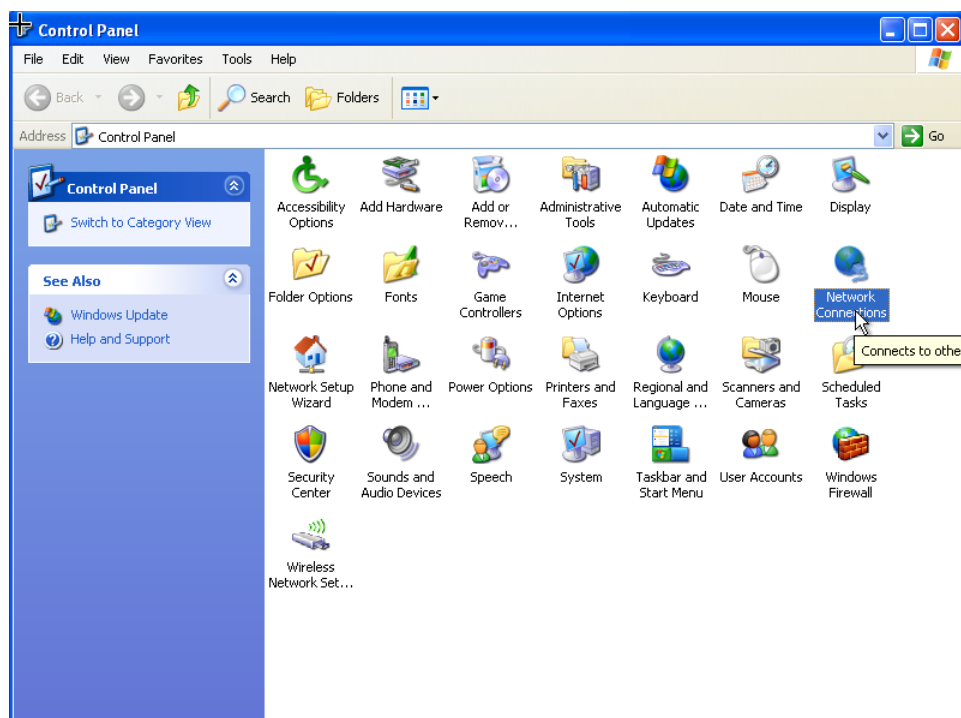 Control Panel
File Edit View Favorites Tools Help
Back Search Folders
Address Control Panel Go
Control Panel
Switch to Category View
See Also
Windows Update
Help and Support
Accessibility Options
Add Hardware
Add or Remov...
Administrative Tools
Automatic Updates
Date and Time
Display
Folder Options
Fonts
Game Controllers
Internet Options
Keyboard
Mouse
Network Connections
Connects to othe
Network Setup Wizard
Phone and Modem ...
Power Options
Printers and Faxes
Regional and Language ...
Scanners and Cameras
Scheduled Tasks
Security Center
Sounds and Audio Devices
Speech
System
Taskbar and Start Menu
User Accounts
Windows Firewall
Wireless Network Set...